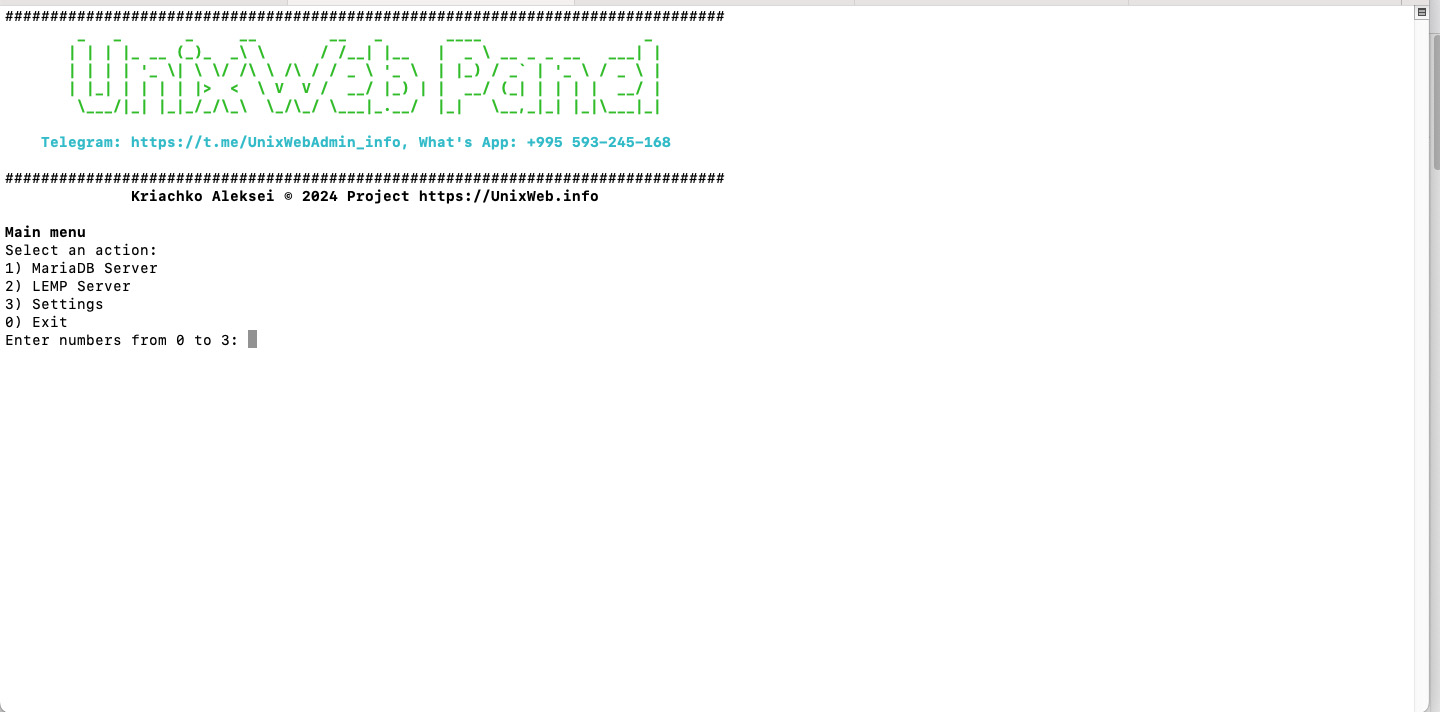 ################################################################################
UnixWeb Panel
Telegram: https://t.me/UnixWebAdmin_info, What's App: +995 593-245-168
################################################################################
Kriachko Aleksei © 2024 Project https://UnixWeb.info
Main menu
Select an action:
1) MariaDB Server
2) LEMP Server
3) Settings
0) Exit
Enter numbers from 0 to 3: